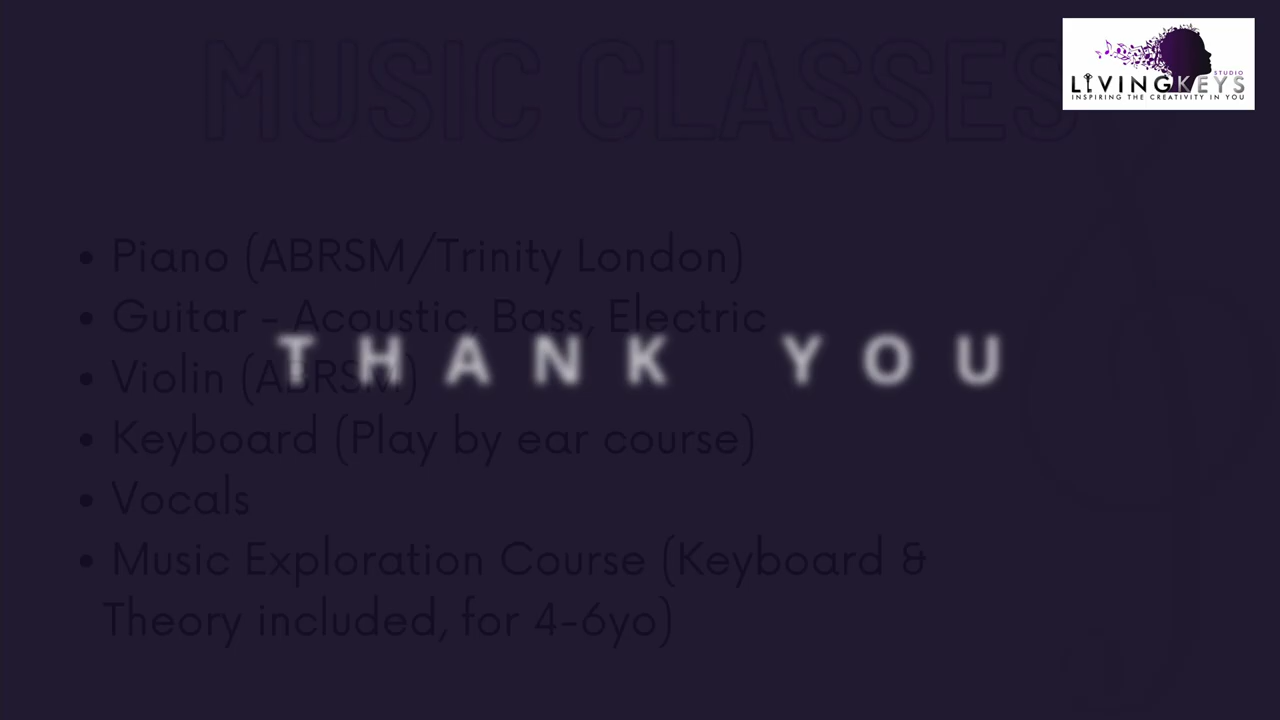 MUSIC CLASSES
STUDIO
LIVINGKEYS
INSPIRING THE CREATIVITY IN YOU
• Piano (ABRSM/Trinity London)
• Guitar - Acoustic, Bass, Electric
THANK YOU
• Violin (ABRSM)
• Keyboard (Play by ear course)
• Vocals
• Music Exploration Course (Keyboard &
Theory included, for 4-6yo)